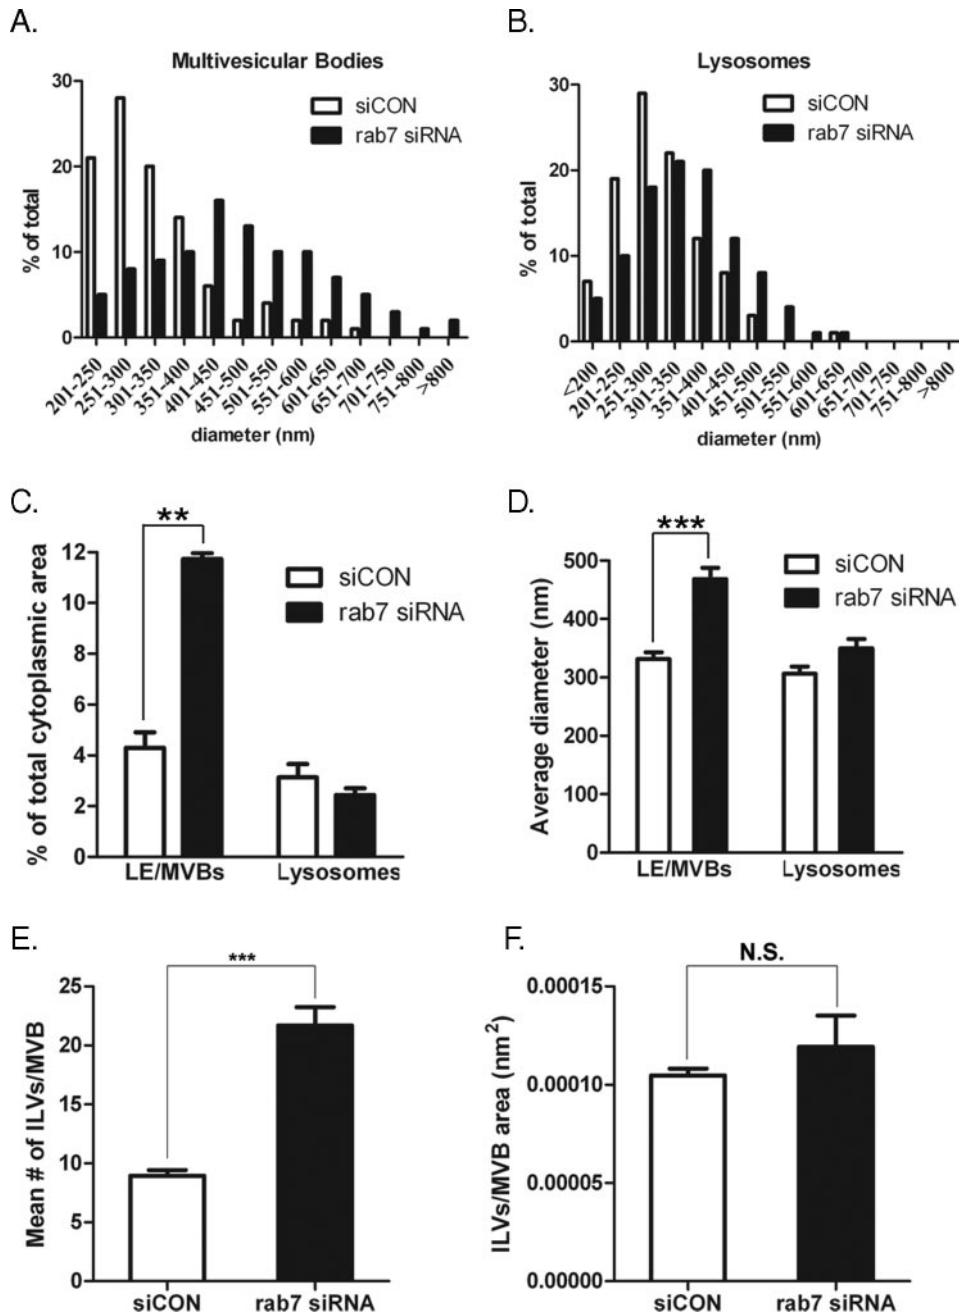 A.
Multivesicular Bodies
siCON
rab7 siRNA
% of total
30
20
10
0
201-250
251-300
301-350
351-400
401-450
451-500
501-550
551-600
601-650
651-700
701-750
751-800
>800
diameter (nm)
B.
Lysosomes
siCON
rab7 siRNA
% of total
30
20
10
0
<200
201-250
251-300
301-350
351-400
401-450
451-500
501-550
551-600
601-650
651-700
701-750
751-800
>800
diameter (nm)
C.
**
siCON
rab7 siRNA
% of total cytoplasmic area
12
10
8
6
4
2
0
LE/MVBs
Lysosomes
D.
***
siCON
rab7 siRNA
Average diameter (nm)
500
400
300
200
100
0
LE/MVBs
Lysosomes
E.
***
Mean # of ILVs/MVB
25
20
15
10
5
0
siCON
rab7 siRNA
F.
N.S.
ILVs/MVB area (nm²)
0.00015
0.00010
0.00005
0.00000
siCON
rab7 siRNA